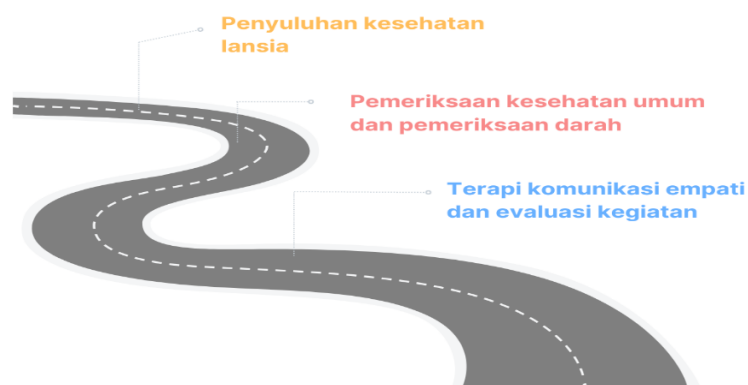 Penyuluhan kesehatan
lansia
Pemeriksaan kesehatan umum
dan pemeriksaan darah
Terapi komunikasi empati
dan evaluasi kegiatan